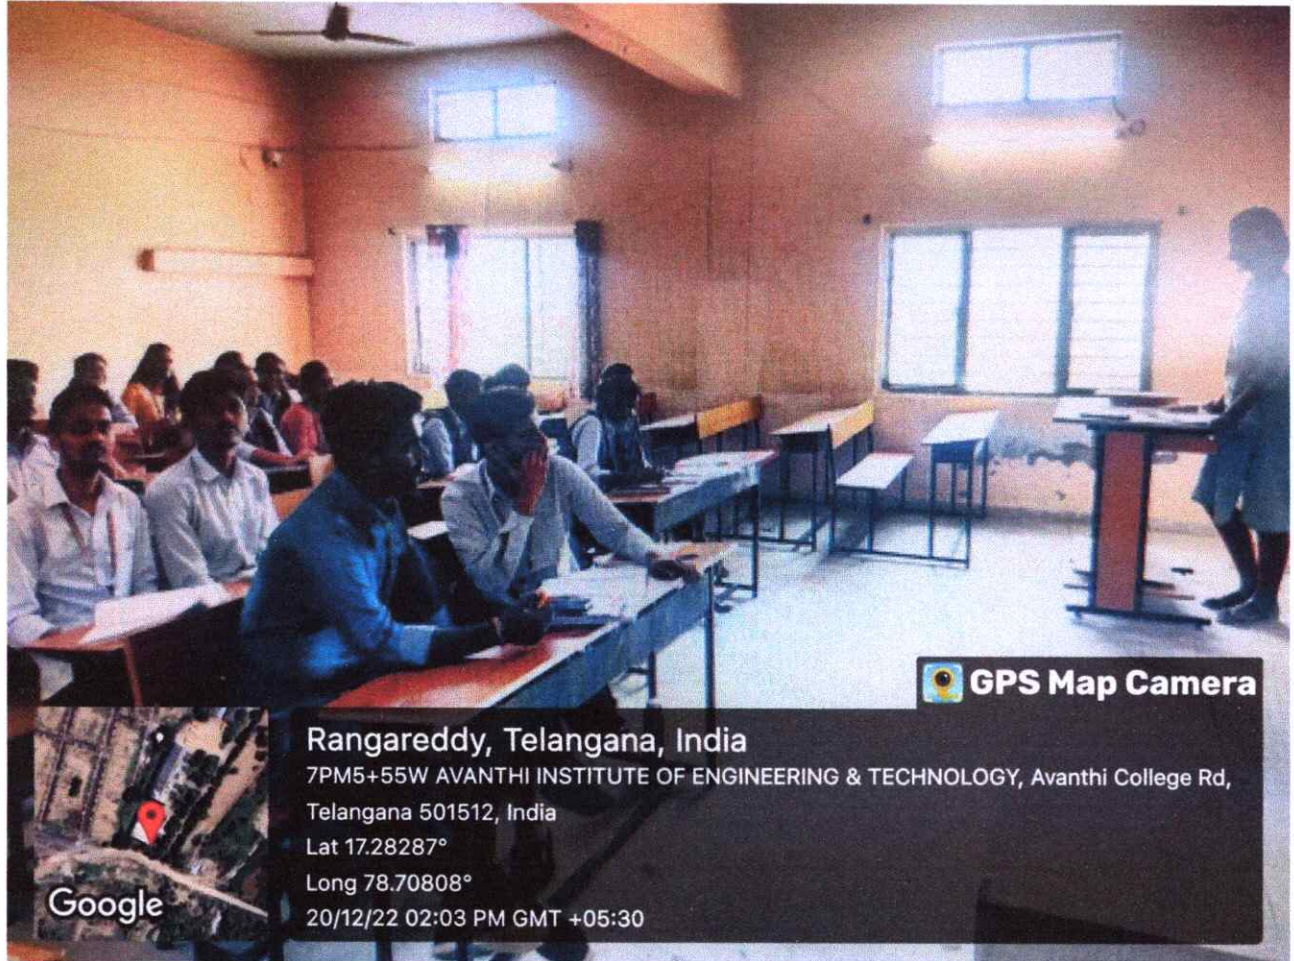 GPS Map Camera
Rangareddy, Telangana, India
7PM5+55W AVANTHI INSTITUTE OF ENGINEERING & TECHNOLOGY, Avanthi College Rd,
Telangana 501512, India
Lat 17.28287°
Long 78.70808°
20/12/22 02:03 PM GMT +05:30
Google